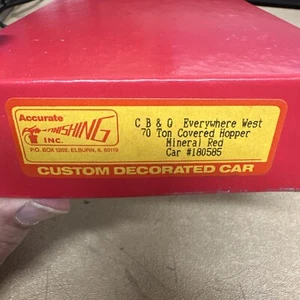 Accurate
FINISHING
INC.
P.O. BOX 1202, ELBURN, IL 60119
C B & Q Everywhere West
70 Ton Covered Hopper
Mineral Red
Car #180585
CUSTOM DECORATED CAR